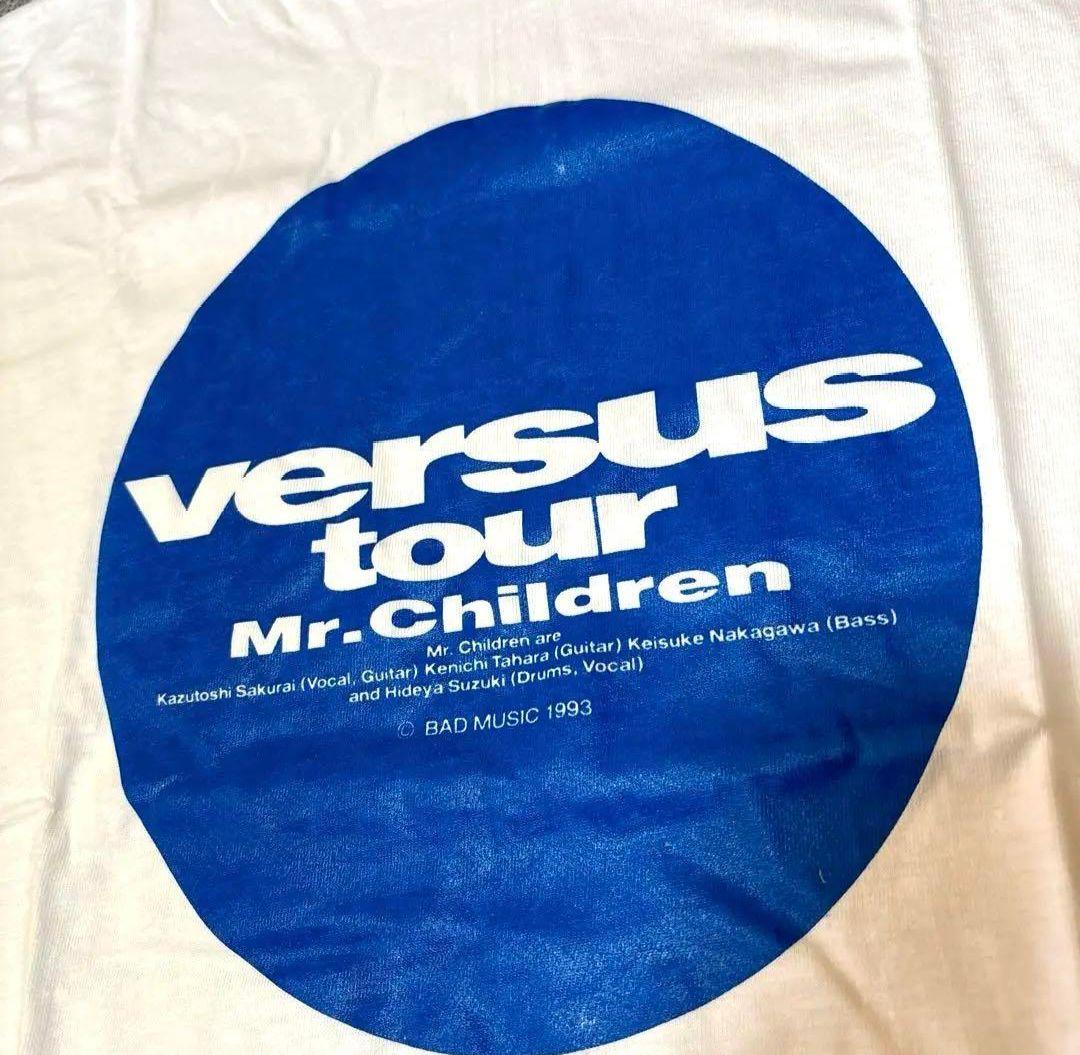 versus
tour
Mr.Children
Mr. Children are
Kazutoshi Sakurai (Vocal, Guitar) Kenichi Tahara (Guitar) Keisuke Nakagawa (Bass)
and Hideya Suzuki (Drums, Vocal)
© BAD MUSIC 1993